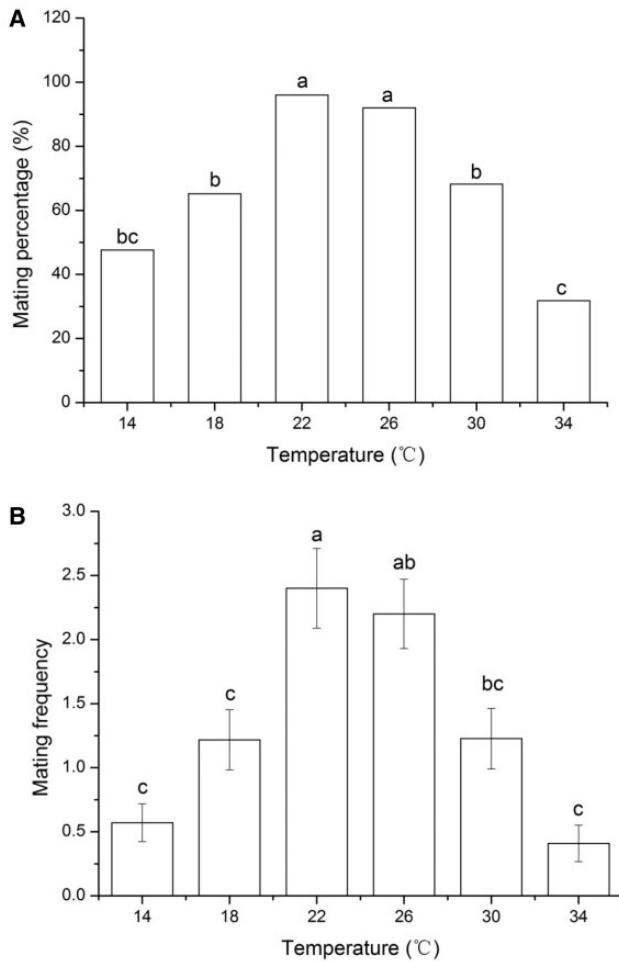 A
120
100
80
60
40
20
0
Mating percentage (%)
bc
b
a
a
b
c
14 18 22 26 30 34
Temperature (℃)
B
3.0
2.5
2.0
1.5
1.0
0.5
0.0
Mating frequency
c
c
a
ab
bc
c
14 18 22 26 30 34
Temperature (℃)